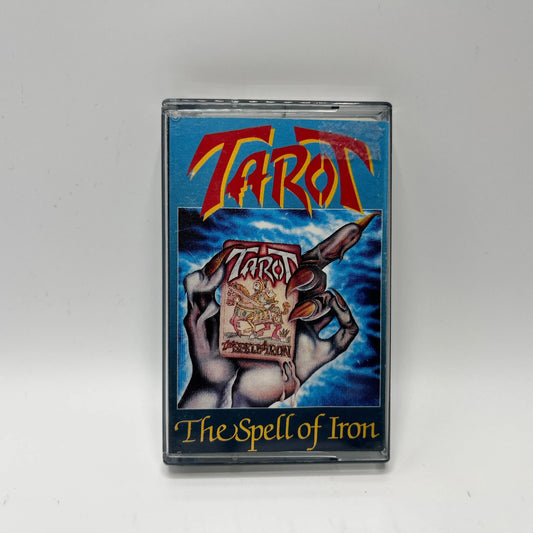 TAROT
TAROT
THE SPELL OF IRON
The Spell of Iron